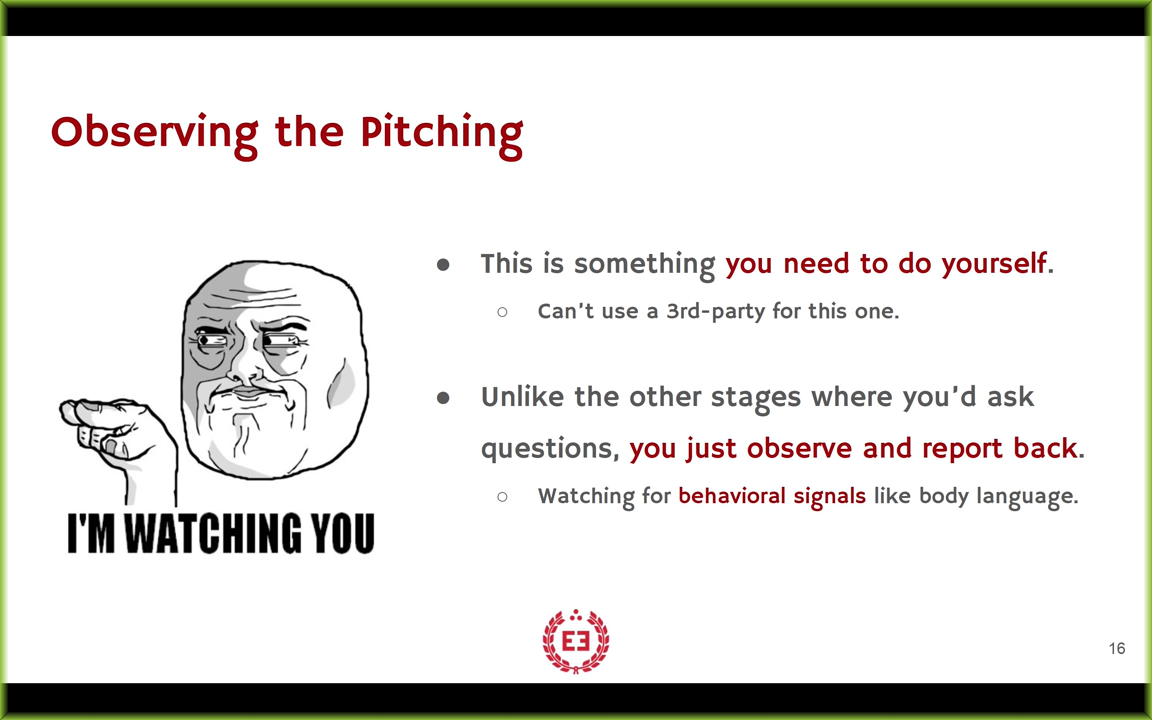 Observing the Pitching
● This is something you need to do yourself.
○ Can't use a 3rd-party for this one.
● Unlike the other stages where you'd ask
questions, you just observe and report back.
○ Watching for behavioral signals like body language.
I'M WATCHING YOU
EE
16